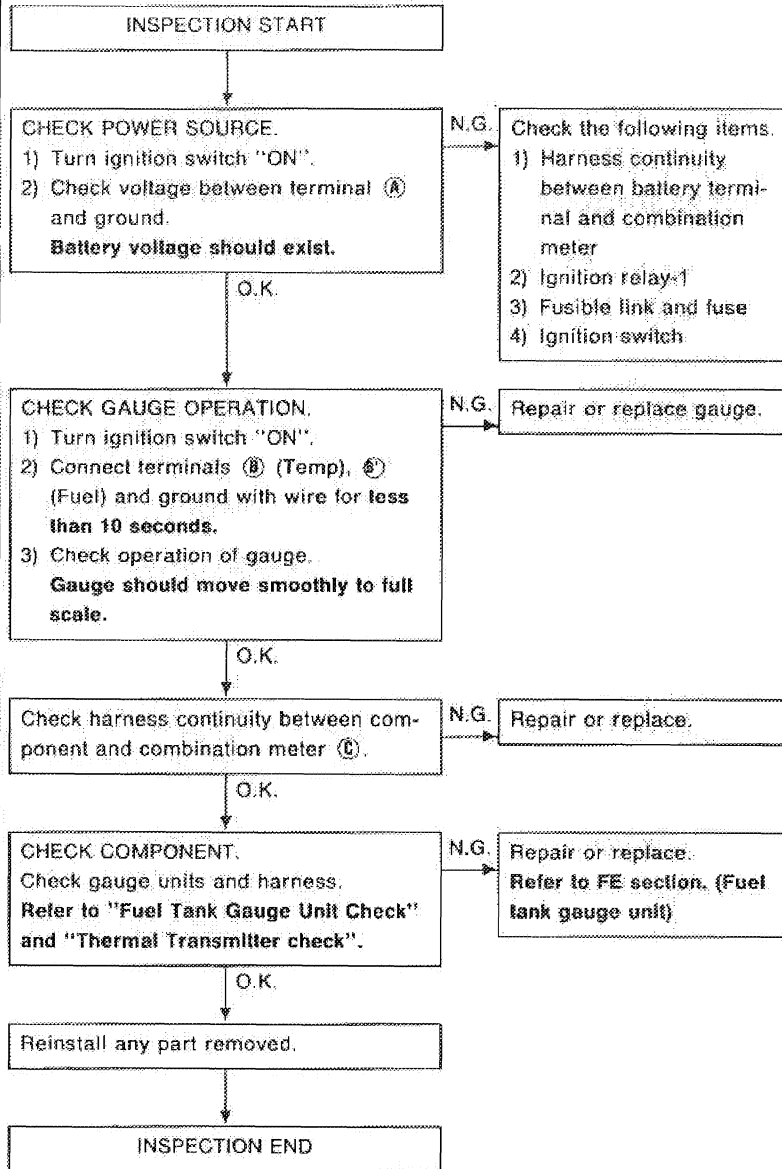 INSPECTION START
CHECK POWER SOURCE.
1) Turn ignition switch "ON".
2) Check voltage between terminal Ⓐ
and ground.
Battery voltage should exist.
N.G.
Check the following items.
1) Harness continuity
between battery termi-
nal and combination
meter
2) Ignition relay-1
3) Fusible link and fuse
4) Ignition switch
O.K.
CHECK GAUGE OPERATION.
1) Turn ignition switch "ON".
2) Connect terminals Ⓑ (Temp),
(Fuel) and ground with wire for less
than 10 seconds.
3) Check operation of gauge.
Gauge should move smoothly to full
scale.
N.G.
Repair or replace gauge.
O.K.
Check harness continuity between com-
ponent and combination meter Ⓒ.
N.G.
Repair or replace.
O.K.
CHECK COMPONENT.
Check gauge units and harness.
Refer to "Fuel Tank Gauge Unit Check"
and "Thermal Transmitter check".
N.G.
Repair or replace.
Refer to FE section. (Fuel
tank gauge unit)
O.K.
Reinstall any part removed.
INSPECTION END